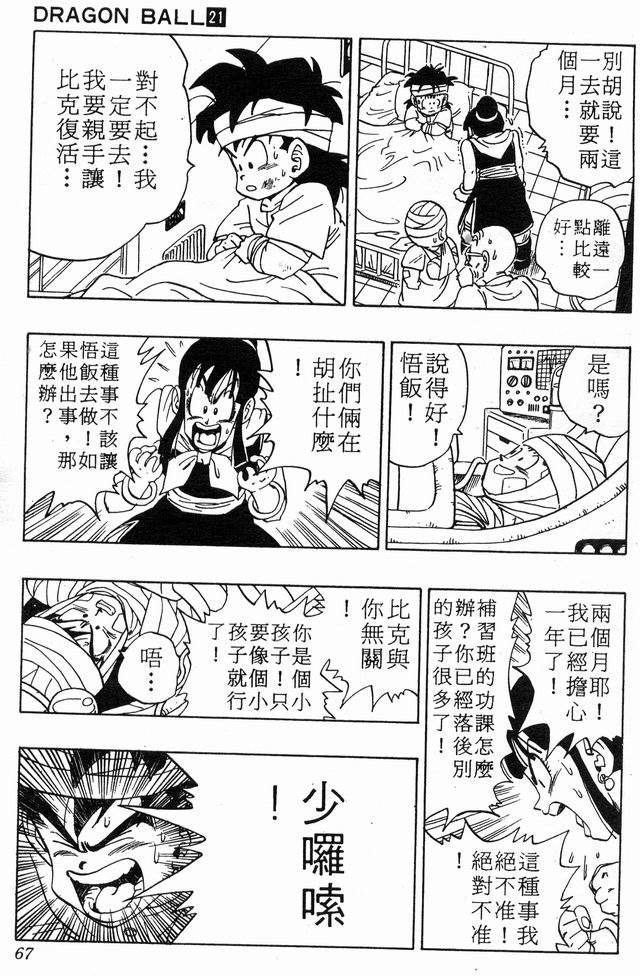 DRAGON BALL 21
別胡說！這
一去就要兩
個月…
離遠一
點比較
好…
對不起…我
一定要去！
我要親手讓
比克復活…
是嗎？
說得好！
悟飯！
你們倆在
胡扯什麼
！
這種事不該讓
悟飯去做！如
果他出事，那
怎麼辦？
兩個月耶！
我已經擔心
一年了！
補習班的功課怎麼
辦？你已經落後別
的孩子很多了！
這種事我
絕不准！
絕對不准
！
比克與
你無關
！
你是個小
孩子！只
要像個小
孩子就行
了！
唔…
少囉嗦
！
67